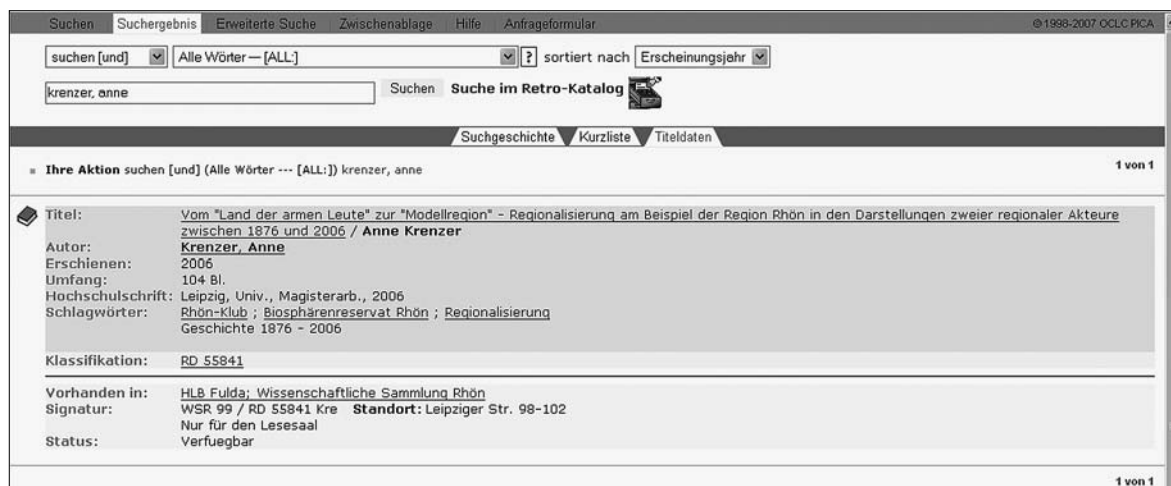 Suchen Suchergebnis Erweiterte Suche Zwischenablage Hilfe Anfrageformular © 1998-2007 OCLC PICA
suchen [und] Alle Wörter — [ALL:] ? sortiert nach Erscheinungsjahr
krenzer, anne Suchen Suche im Retro-Katalog
Suchgeschichte Kurzliste Titeldaten
Ihre Aktion suchen [und] (Alle Wörter --- [ALL:]) krenzer, anne 1 von 1
Titel: Vom "Land der armen Leute" zur "Modellregion" - Regionalisierung am Beispiel der Region Rhön in den Darstellungen zweier regionaler Akteure
zwischen 1876 und 2006 / Anne Krenzer
Autor: Krenzer, Anne
Erschienen: 2006
Umfang: 104 Bl.
Hochschulschrift: Leipzig, Univ., Magisterarb., 2006
Schlagwörter: Rhön-Klub ; Biosphärenreservat Rhön ; Regionalisierung
Geschichte 1876 - 2006
Klassifikation: RD 55841
Vorhanden in: HLB Fulda; Wissenschaftliche Sammlung Rhön
Signatur: WSR 99 / RD 55841 Kre Standort: Leipziger Str. 98-102
Nur für den Lesesaal
Status: Verfuegbar
1 von 1